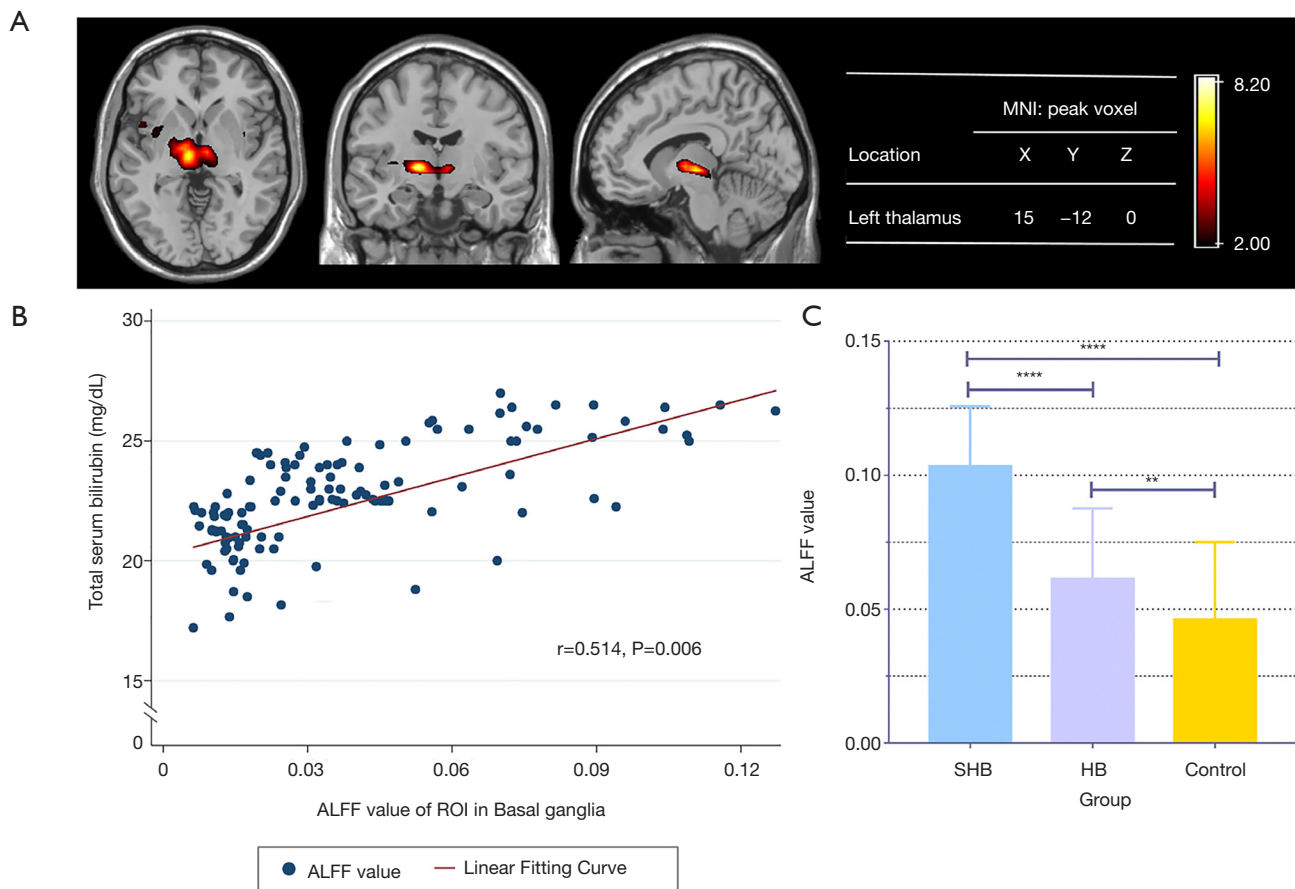 A
MNI: peak voxel
Location X Y Z
Left thalamus 15 −12 0
8.20
2.00
B
30
25
20
15
0
Total serum bilirubin (mg/dL)
r=0.514, P=0.006
0 0.03 0.06 0.09 0.12
ALFF value of ROI in Basal ganglia
ALFF value Linear Fitting Curve
C
0.15
0.10
0.05
0.00
ALFF value
****
****
**
SHB HB Control
Group